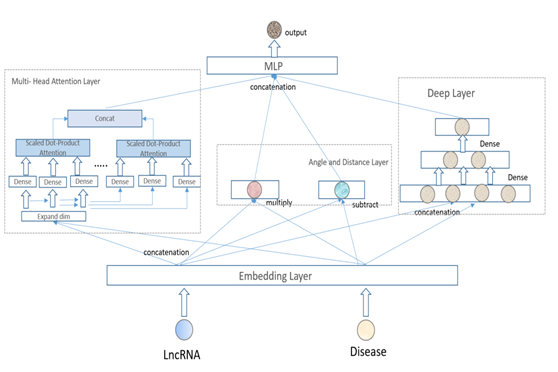 output
MLP
concatenation
Multi- Head Attention Layer
Concat
Scaled Dot-Product
Attention
Scaled Dot-Product
Attention
.....
Dense
Dense
Dense
Dense
Dense
Dense
Expand dim
Angle and Distance Layer
multiply
subtract
Deep Layer
Dense
Dense
concatenation
concatenation
Embedding Layer
LncRNA
Disease